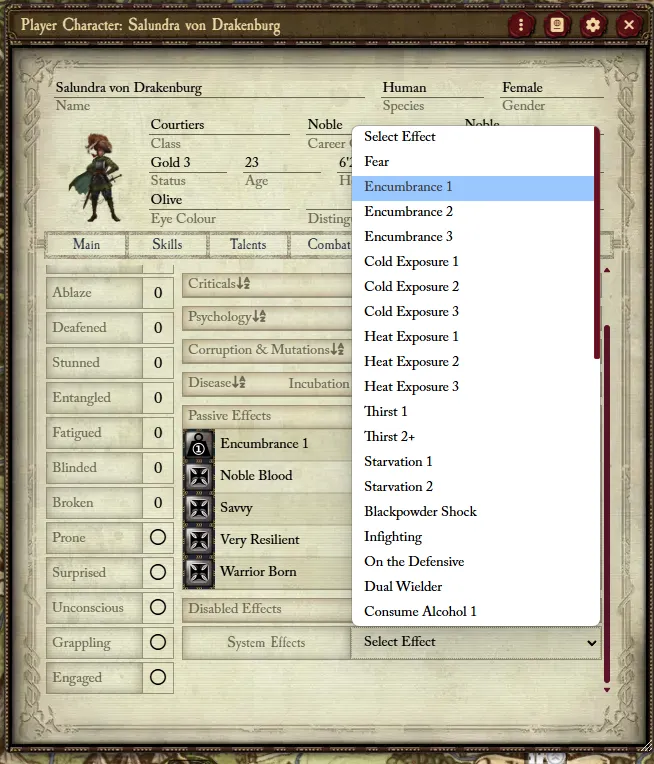 Player Character: Salundra von Drakenburg
Salundra von Drakenburg Human Female
Name Species Gender
Courtiers Noble Noble
Class Career
Gold 3 23 6'2
Status Age
Olive
Eye Colour
Main Skills Talents Combat
Ablaze 0
Deafened 0
Stunned 0
Entangled 0
Fatigued 0
Blinded 0
Broken 0
Prone
Surprised
Unconscious
Grappling
Engaged
Criticals
Psychology
Corruption & Mutations
Disease Incubation
Passive Effects
1 Encumbrance 1
Noble Blood
Savvy
Very Resilient
Warrior Born
Disabled Effects
System Effects Select Effect
Select Effect
Fear
Encumbrance 1
Encumbrance 2
Encumbrance 3
Cold Exposure 1
Cold Exposure 2
Cold Exposure 3
Heat Exposure 1
Heat Exposure 2
Heat Exposure 3
Thirst 1
Thirst 2+
Starvation 1
Starvation 2
Blackpowder Shock
Infighting
On the Defensive
Dual Wielder
Consume Alcohol 1